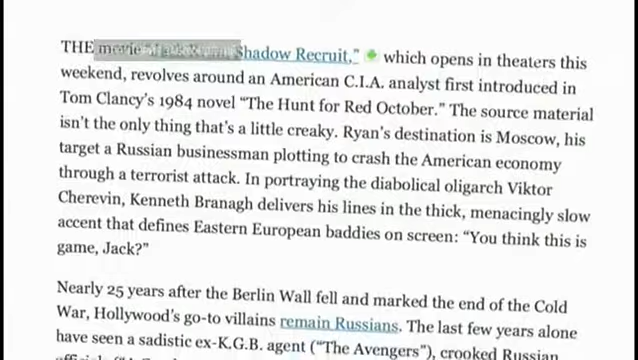 THE movie Shadow Recruit,” which opens in theaters this
weekend, revolves around an American C.I.A. analyst first introduced in
Tom Clancy’s 1984 novel “The Hunt for Red October.” The source material
isn’t the only thing that’s a little creaky. Ryan’s destination is Moscow, his
target a Russian businessman plotting to crash the American economy
through a terrorist attack. In portraying the diabolical oligarch Viktor
Cherevin, Kenneth Branagh delivers his lines in the thick, menacingly slow
accent that defines Eastern European baddies on screen: “You think this is
game, Jack?”
Nearly 25 years after the Berlin Wall fell and marked the end of the Cold
War, Hollywood’s go-to villains remain Russians. The last few years alone
have seen a sadistic ex-K.G.B. agent (“The Avengers”), crooked Russian